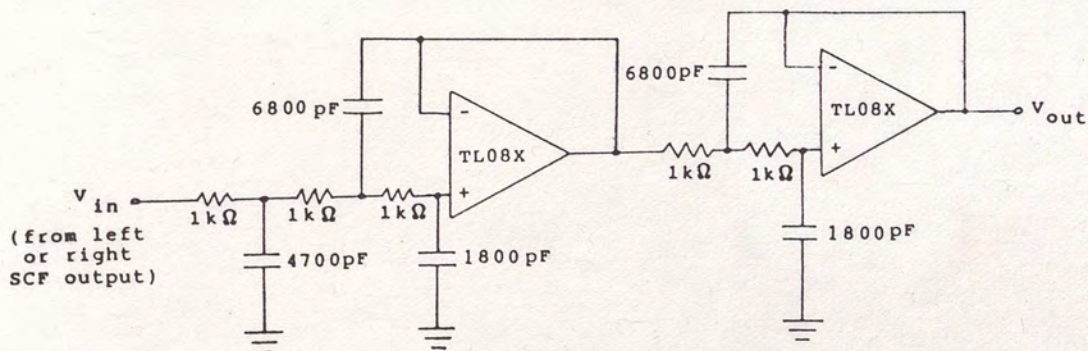 6800 pF
-
TL08X
+
V in
(from left
or right
SCF output)
1kΩ
1kΩ
1kΩ
4700pF
1800pF
6800pF
-
TL08X
+
V out
1kΩ
1kΩ
1800pF